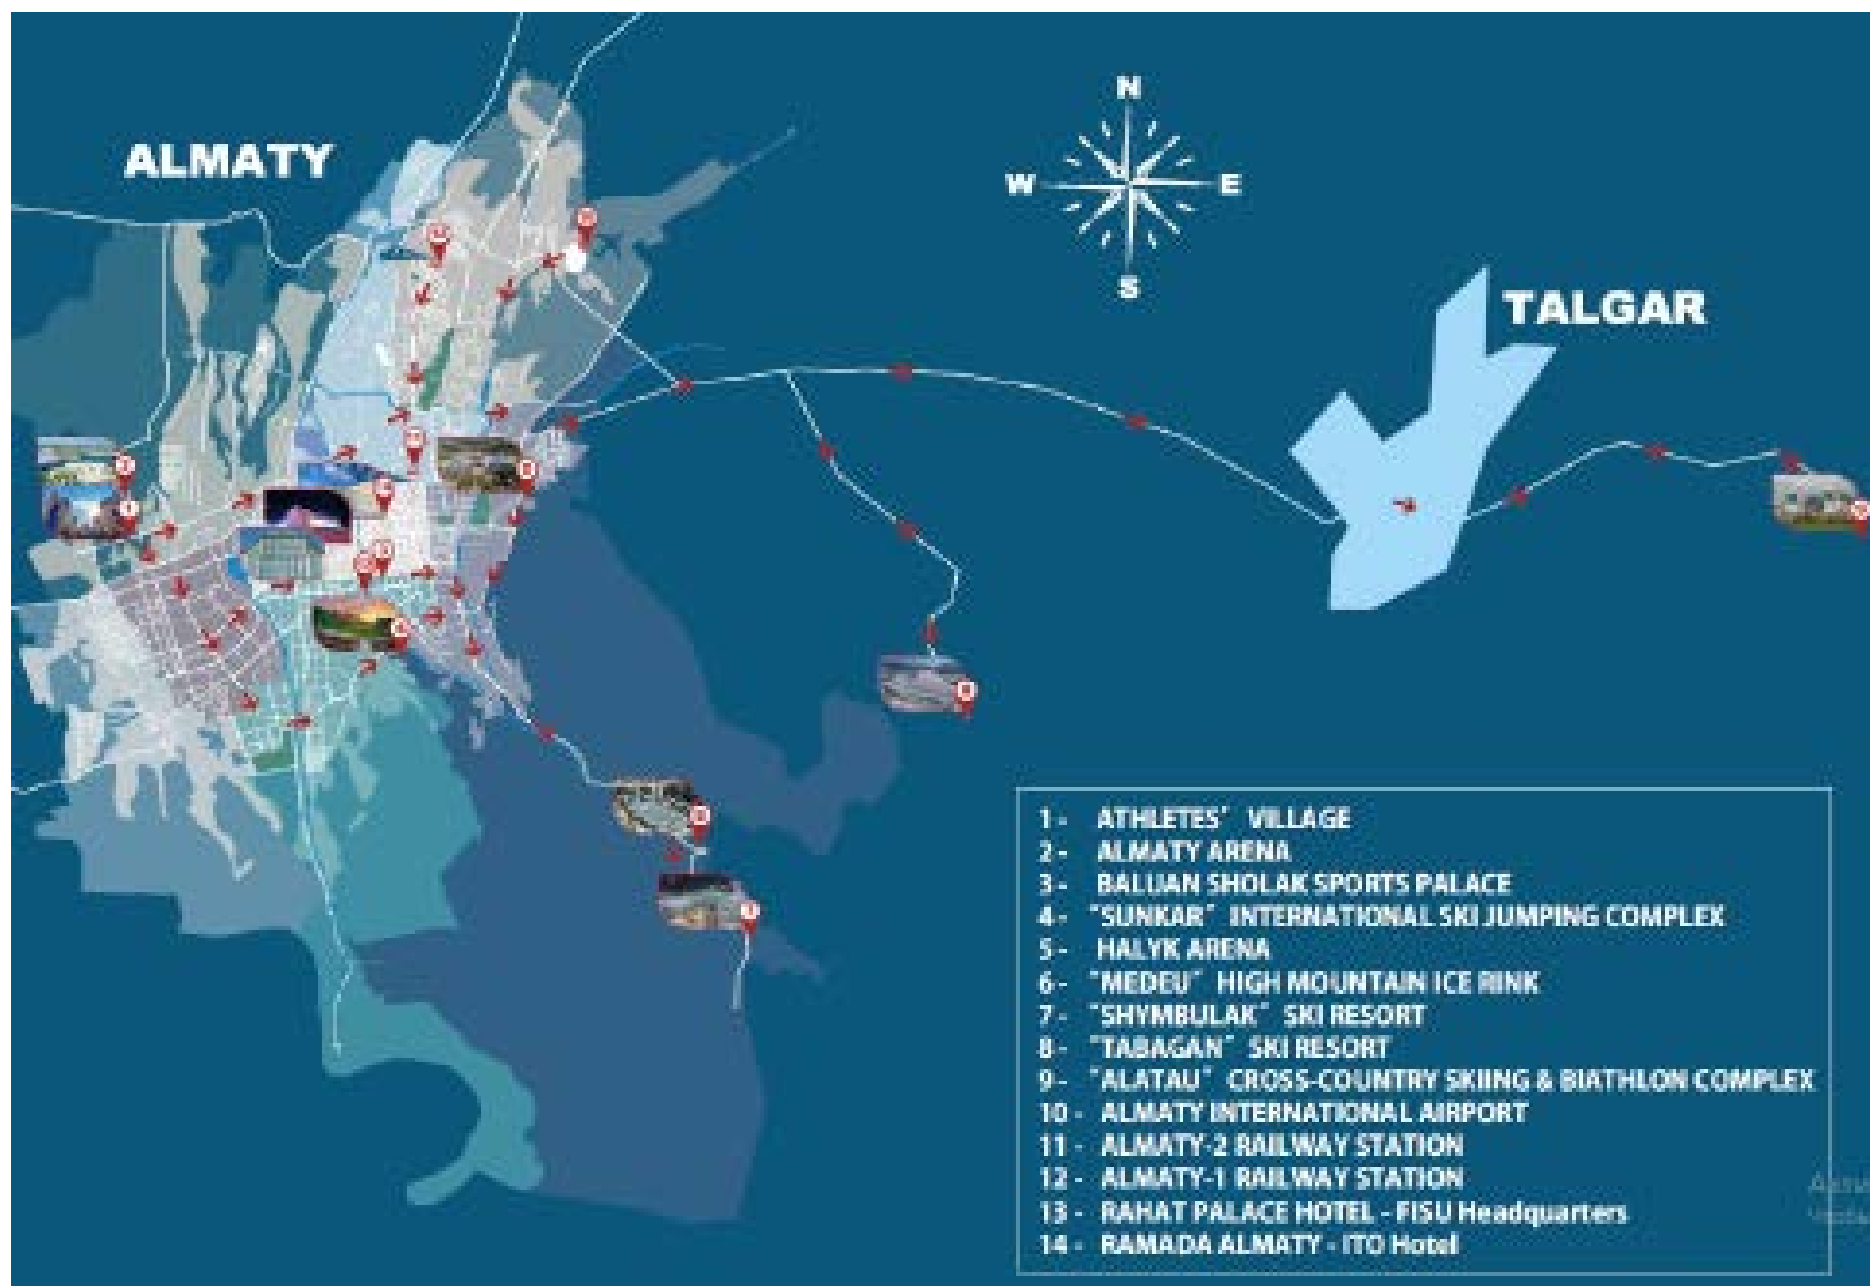 ALMATY
N
W
E
S
TALGAR
1 - ATHLETES' VILLAGE
2 - ALMATY ARENA
3 - BALUAN SHOLAK SPORTS PALACE
4 - "SUNKAR" INTERNATIONAL SKI JUMPING COMPLEX
5 - HALYK ARENA
6 - "MEDEU" HIGH MOUNTAIN ICE RINK
7 - "SHYMBULAK" SKI RESORT
8 - "TABAGAN" SKI RESORT
9 - "ALATAU" CROSS-COUNTRY SKIING & BIATHLON COMPLEX
10 - ALMATY INTERNATIONAL AIRPORT
11 - ALMATY-2 RAILWAY STATION
12 - ALMATY-1 RAILWAY STATION
13 - RAHAT PALACE HOTEL - FISU Headquarters
14 - RAMADA ALMATY - ITO Hotel